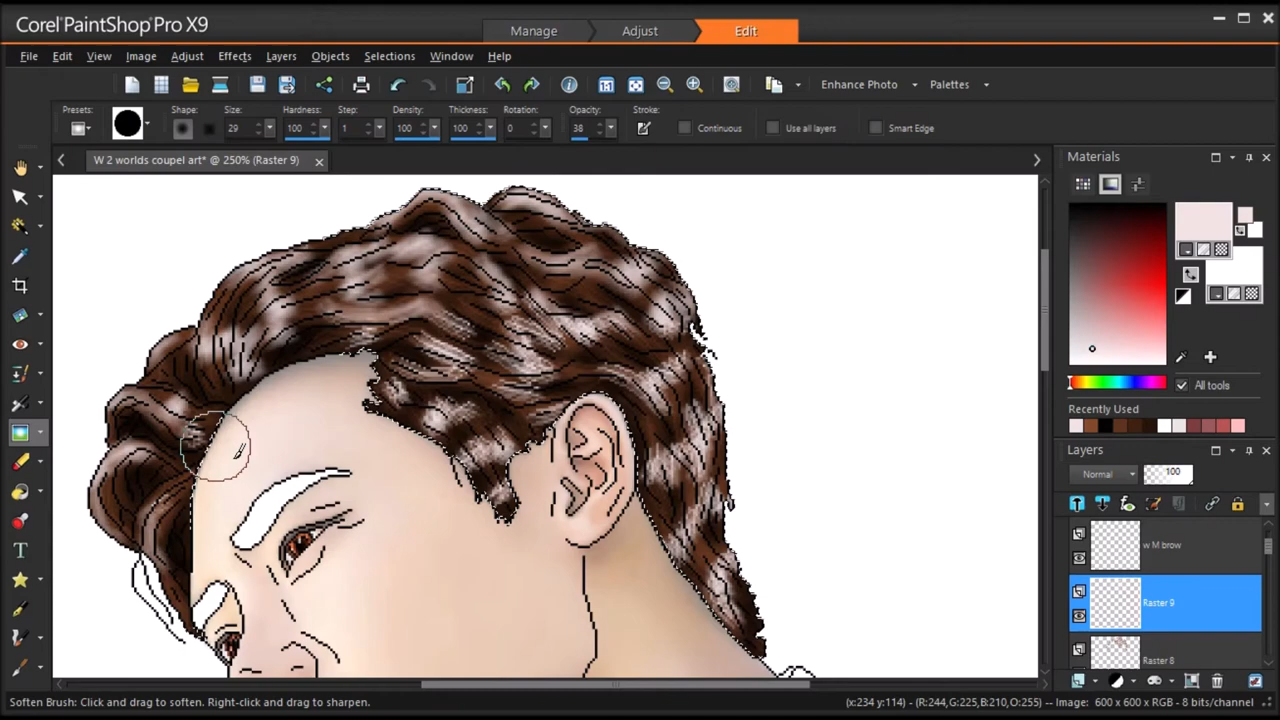 Corel PaintShop Pro X9
Manage Adjust Edit
File Edit View Image Adjust Effects Layers Objects Selections Window Help
Enhance Photo Palettes
Presets: Shape: Size: Hardness: Step: Density: Thickness: Rotation: Opacity: Stroke:
29 100 1 100 100 0 38 Continuous Use all layers Smart Edge
W 2 worlds coupel art* @ 250% (Raster 9)
Materials
All tools
Recently Used
Layers
Normal 100
w M brow
Raster 9
Raster 8
Soften Brush: Click and drag to soften. Right-click and drag to sharpen.
(x:234 y:114) -- (R:244,G:225,B:210,O:255) -- Image: 600 x 600 x RGB - 8 bits/channel